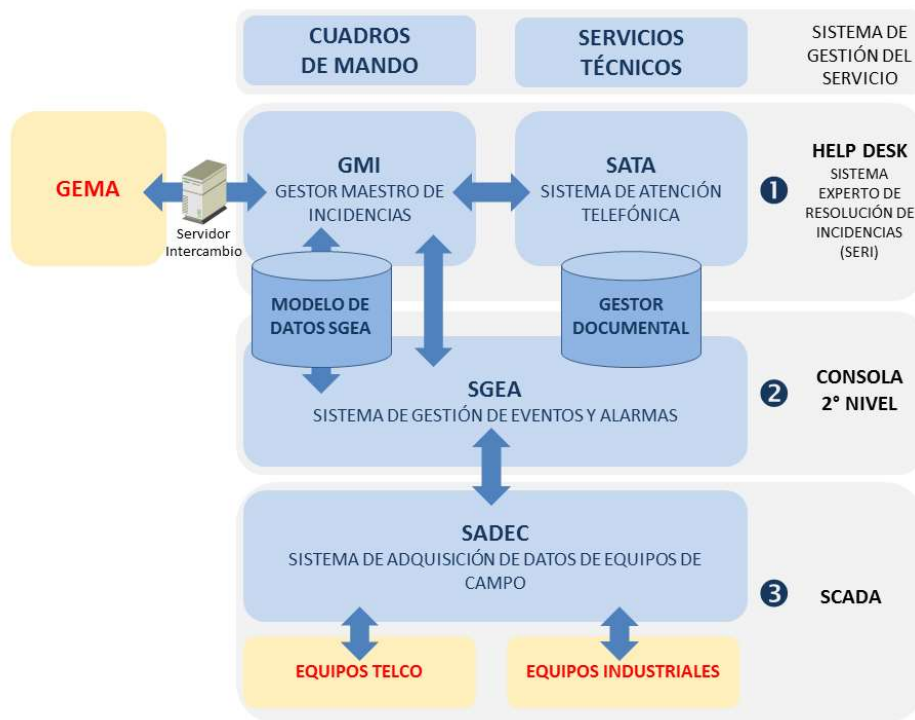 CUADROS
DE MANDO
SERVICIOS
TÉCNICOS
SISTEMA DE
GESTIÓN DEL
SERVICIO
GEMA
Servidor
Intercambio
GMI
GESTOR MAESTRO DE
INCIDENCIAS
SATA
SISTEMA DE ATENCIÓN
TELEFÓNICA
1
HELP DESK
SISTEMA
EXPERTO DE
RESOLUCIÓN DE
INCIDENCIAS
(SERI)
MODELO DE
DATOS SGEA
GESTOR
DOCUMENTAL
SGEA
SISTEMA DE GESTIÓN DE EVENTOS Y ALARMAS
2
CONSOLA
2° NIVEL
SADEC
SISTEMA DE ADQUISICIÓN DE DATOS DE EQUIPOS DE
CAMPO
3
SCADA
EQUIPOS TELCO
EQUIPOS INDUSTRIALES